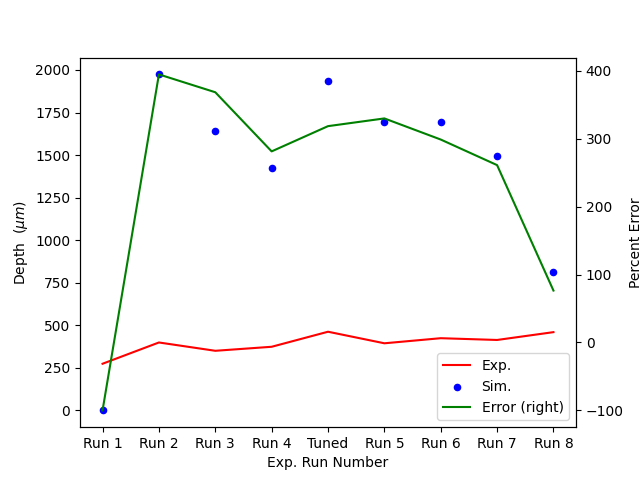 2000
1750
1500
1250
1000
750
500
250
0
Depth (μm)
400
300
200
100
0
−100
Percent Error
Exp.
Sim.
Error (right)
Run 1 Run 2 Run 3 Run 4 Tuned Run 5 Run 6 Run 7 Run 8
Exp. Run Number